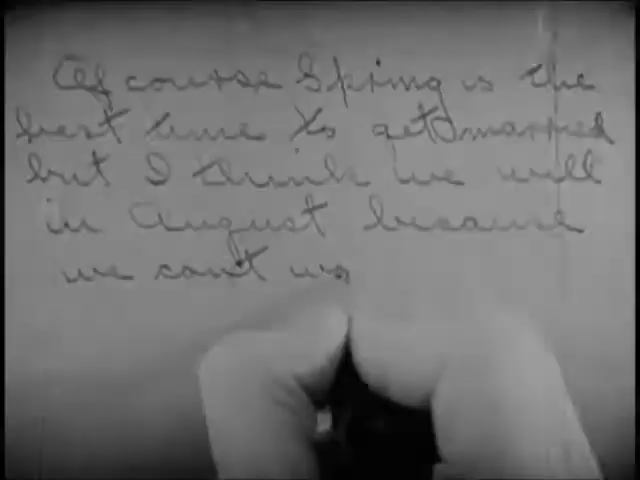 Of course Spring is the
best time to get married
but I think we will
in August because
we cant wa